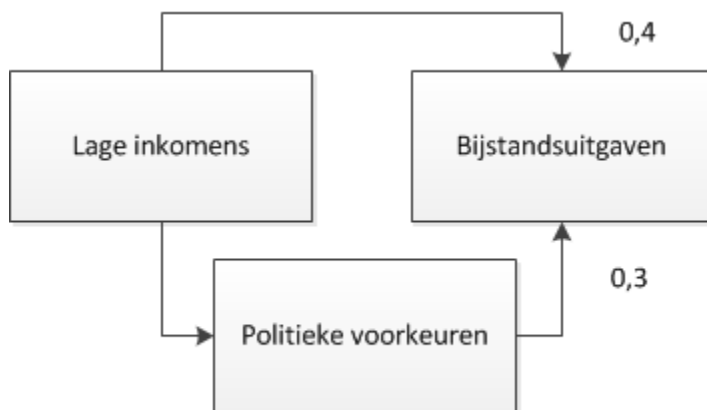 0,4
Lage inkomens
Bijstandsuitgaven
0,3
Politieke voorkeuren